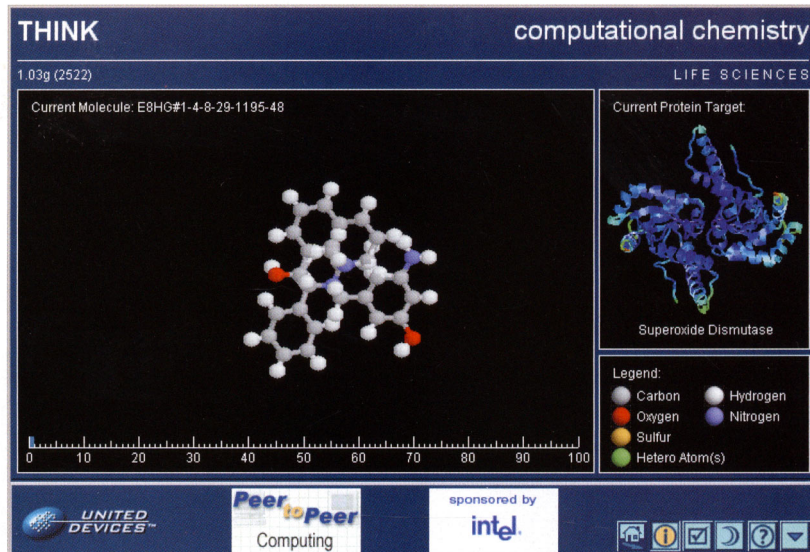 THINK
computational chemistry
1.03g (2522)
LIFE SCIENCES
Current Molecule: E8HG#1-4-8-29-1195-48
Current Protein Target:
Superoxide Dismutase
Legend:
Carbon
Hydrogen
Oxygen
Nitrogen
Sulfur
Hetero Atom(s)
0 10 20 30 40 50 60 70 80 90 100
UNITED
DEVICES™
Peer
to Peer
Computing
sponsored by
intel.